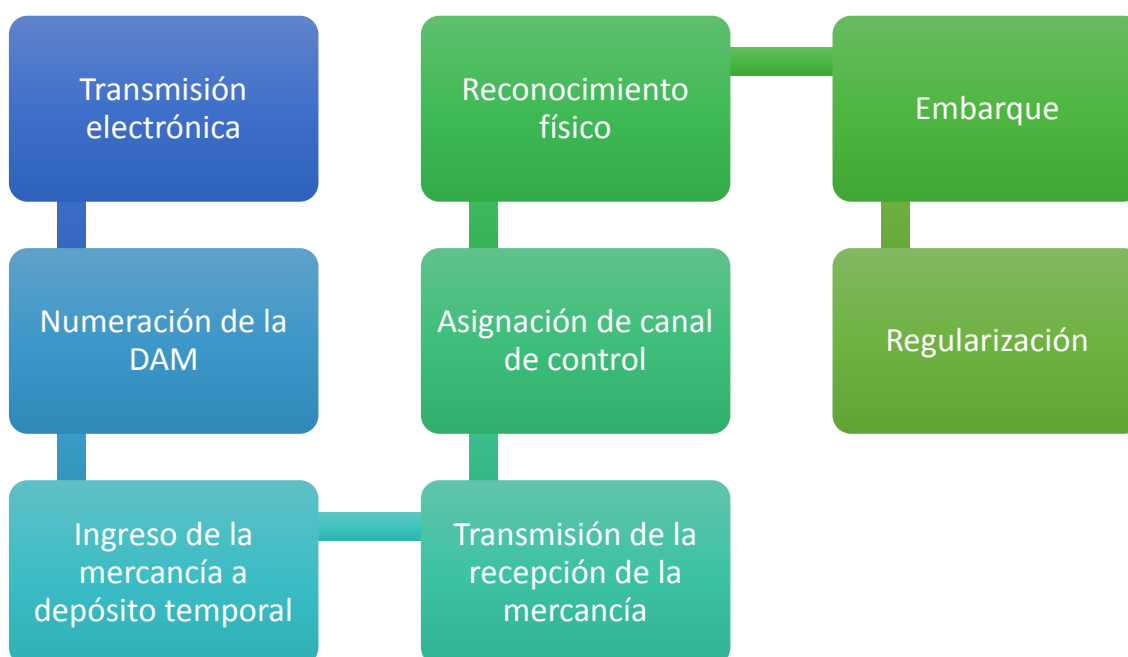 Transmisión
electrónica
Numeración de la
DAM
Ingreso de la
mercancía a
depósito temporal
Transmisión de la
recepción de la
mercancía
Asignación de canal
de control
Reconocimiento
físico
Embarque
Regularización